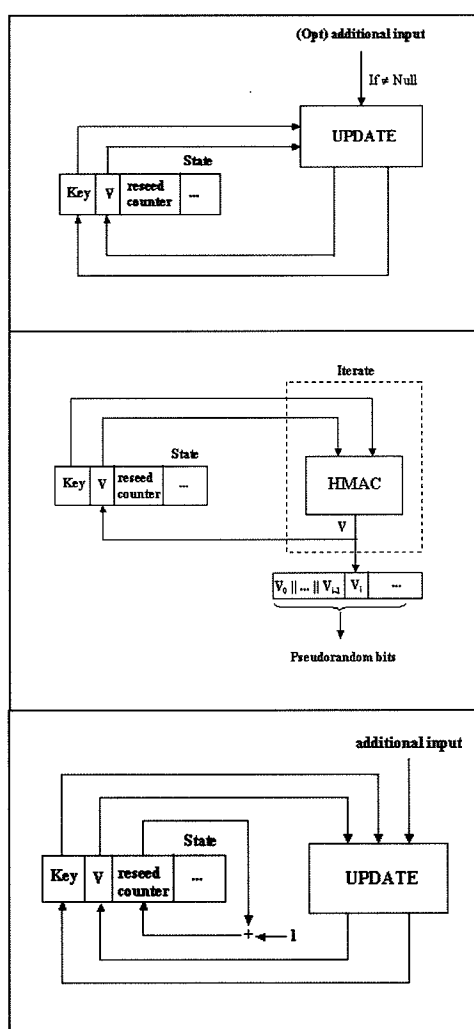 (Opt) additional input
If ≠ Null
UPDATE
State
Key V reseed counter ...
Iterate
State
Key V reseed counter ...
HMAC
V
V0 || ... || Vi-1 Vi ...
Pseudorandom bits
additional input
State
Key V reseed counter ...
UPDATE
+ 1